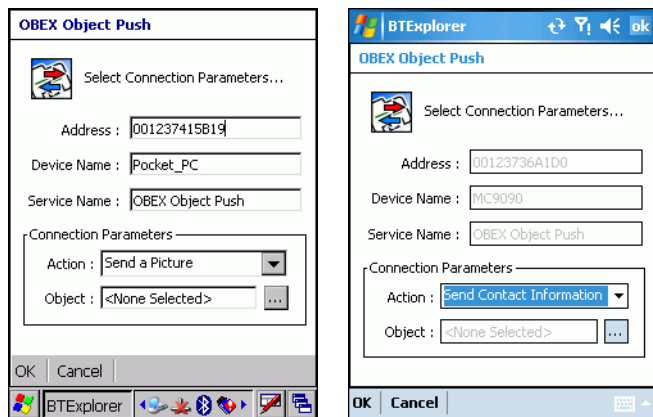 OBEX Object Push
Select Connection Parameters...
Address : 001237415B19
Device Name : Pocket_PC
Service Name : OBEX Object Push
Connection Parameters
Action : Send a Picture
Object : <None Selected> ...
OK Cancel
BTExplorer
BTExplorer ok
OBEX Object Push
Select Connection Parameters...
Address : 00123736A1D0
Device Name : MC9090
Service Name : OBEX Object Push
Connection Parameters
Action : Send Contact Information
Object : <None Selected> ...
OK Cancel